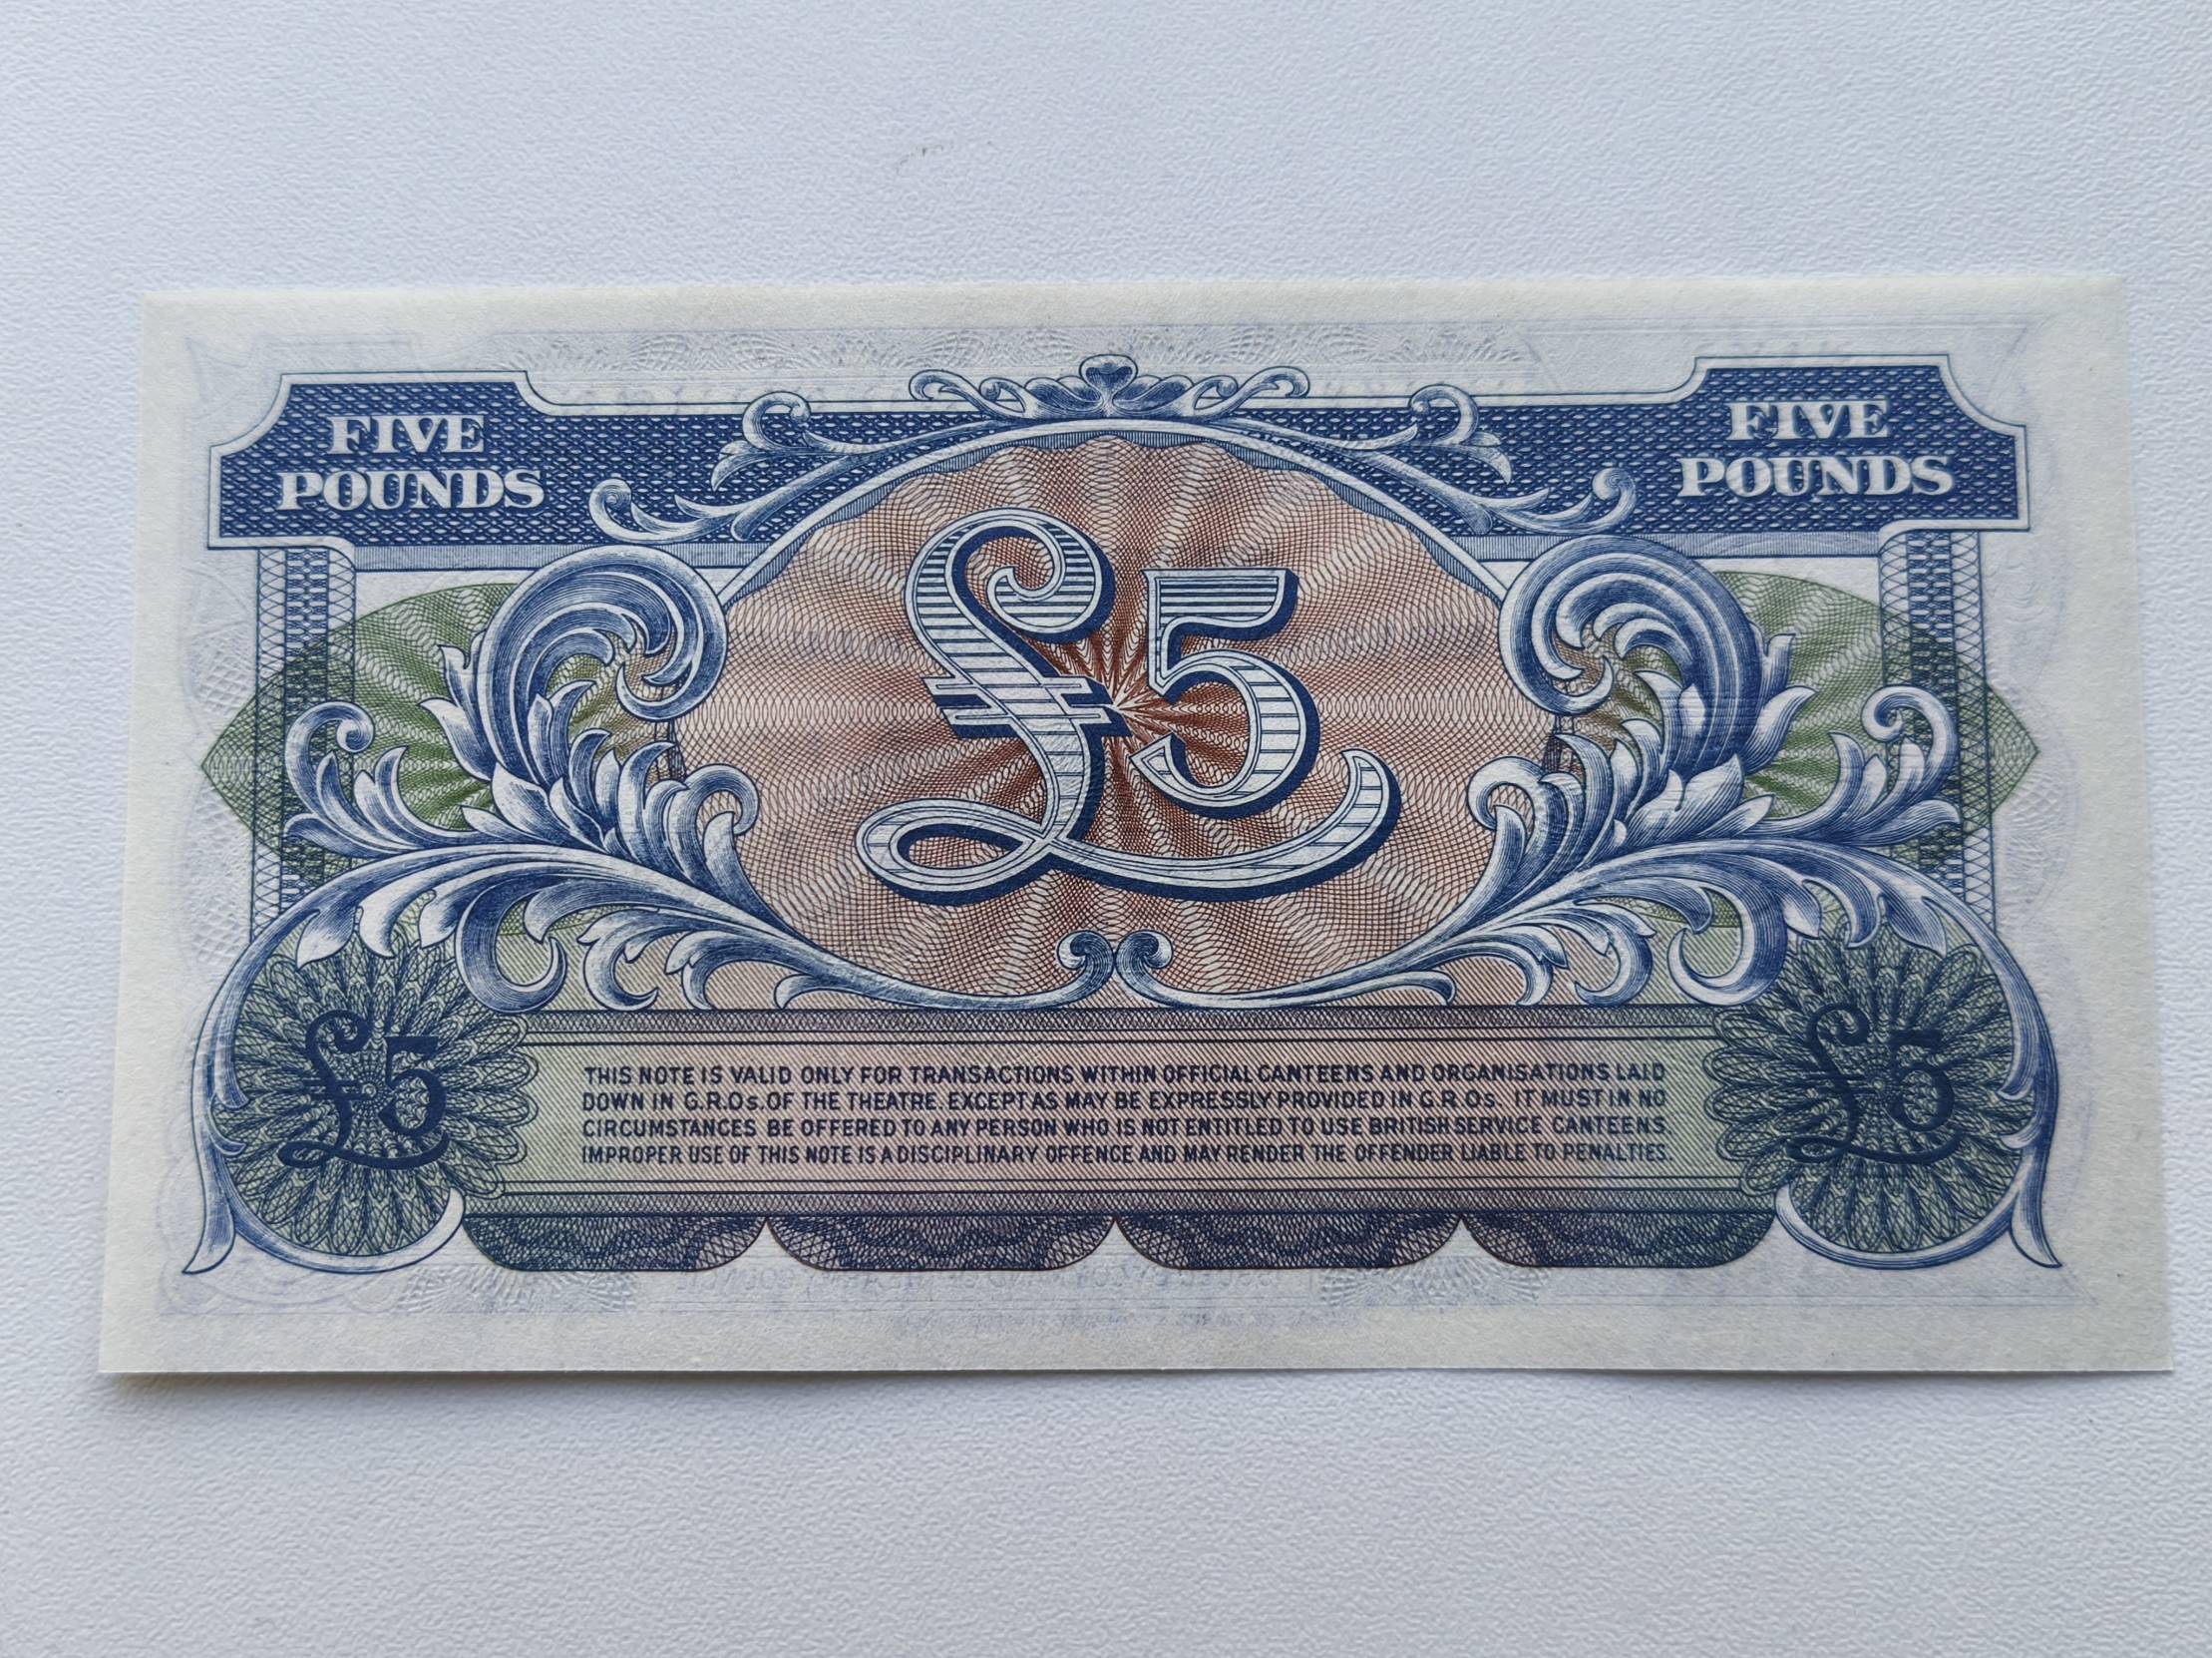 FIVE
POUNDS
FIVE
POUNDS
£5
£5
£5
THIS NOTE IS VALID ONLY FOR TRANSACTIONS WITHIN OFFICIAL CANTEENS AND ORGANISATIONS LAID
DOWN IN G.R.Os. OF THE THEATRE. EXCEPT AS MAY BE EXPRESSLY PROVIDED IN G.R.Os. IT MUST IN NO
CIRCUMSTANCES BE OFFERED TO ANY PERSON WHO IS NOT ENTITLED TO USE BRITISH SERVICE CANTEENS.
IMPROPER USE OF THIS NOTE IS A DISCIPLINARY OFFENCE AND MAY RENDER THE OFFENDER LIABLE TO PENALTIES.